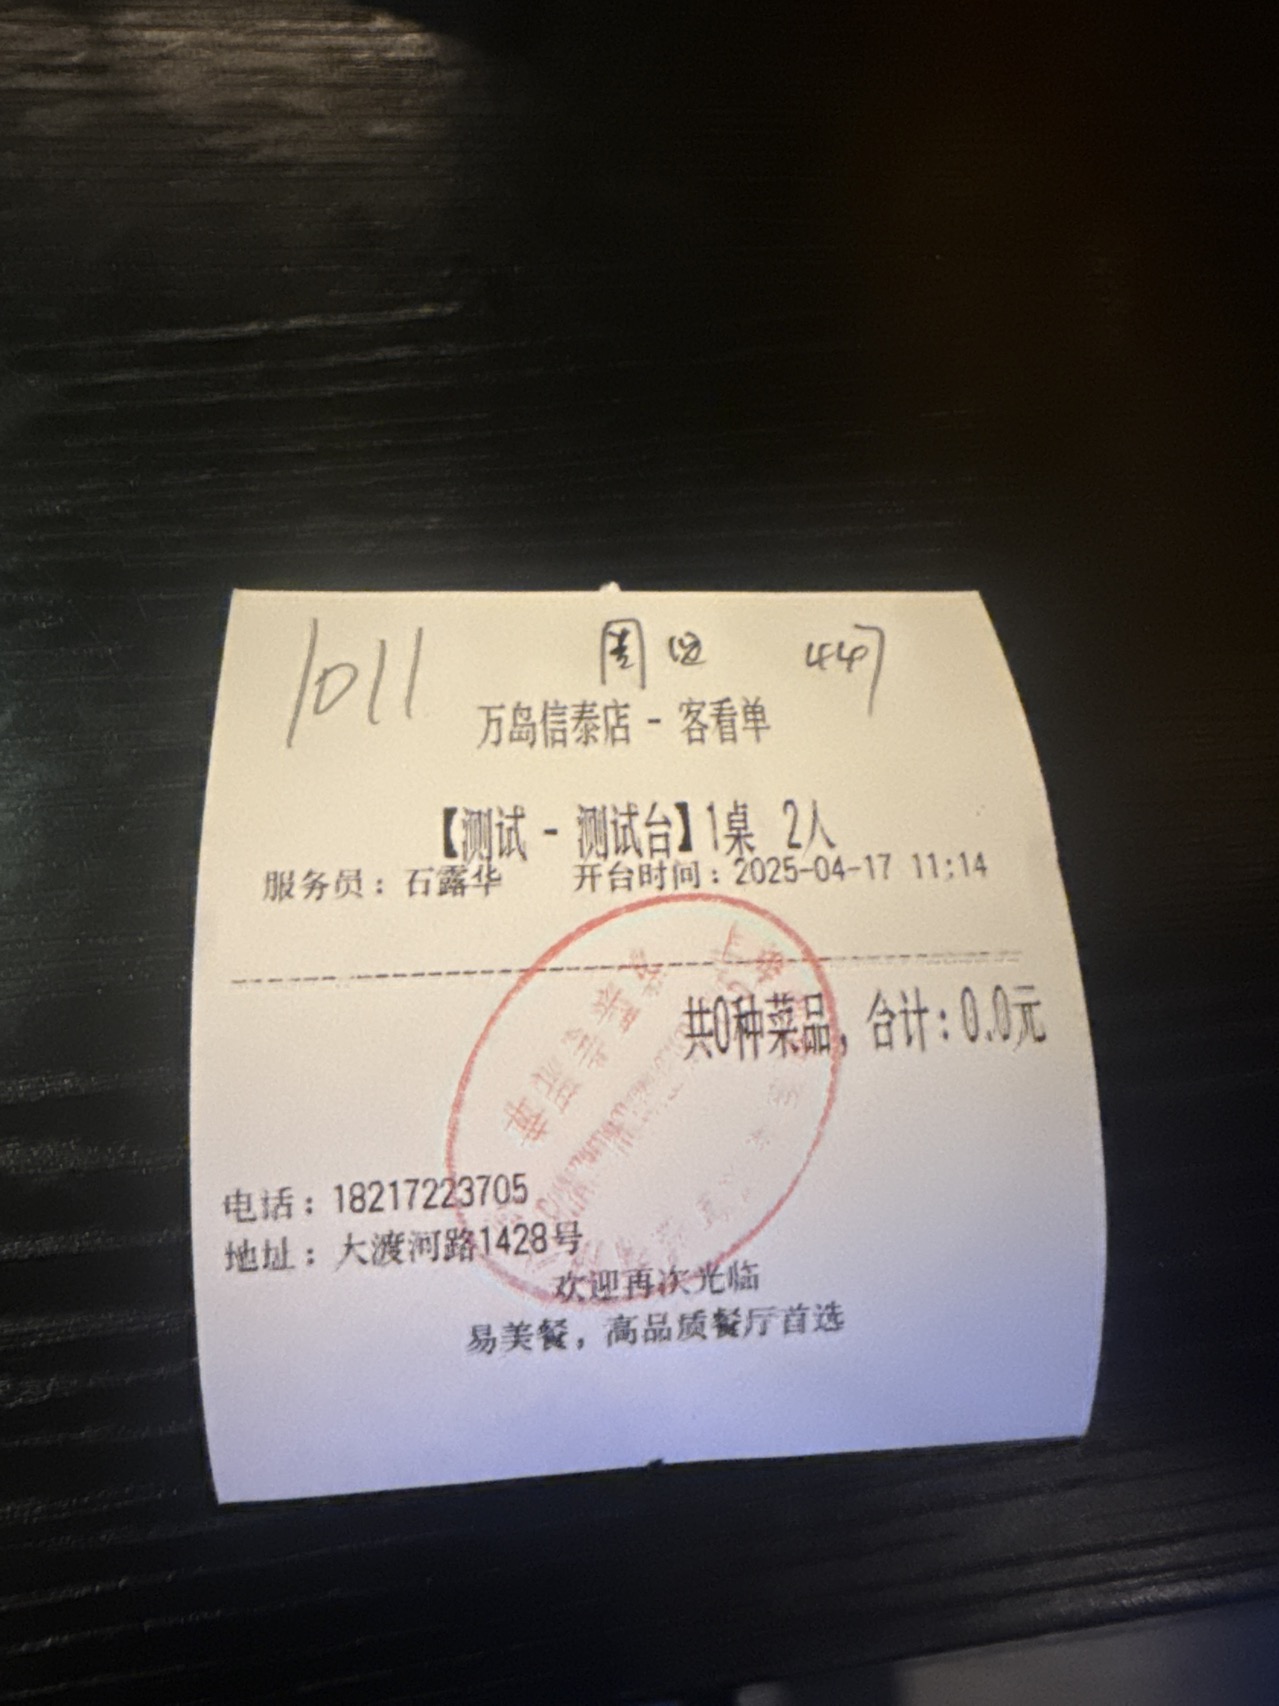 1011 周 447
万岛信泰店 - 客看单
【测试 - 测试台】1桌 2人
服务员：石露华 开台时间：2025-04-17 11:14
共0种菜品，合计：0.0元
电话：18217223705
地址：大渡河路1428号
欢迎再次光临
易美餐，高品质餐厅首选